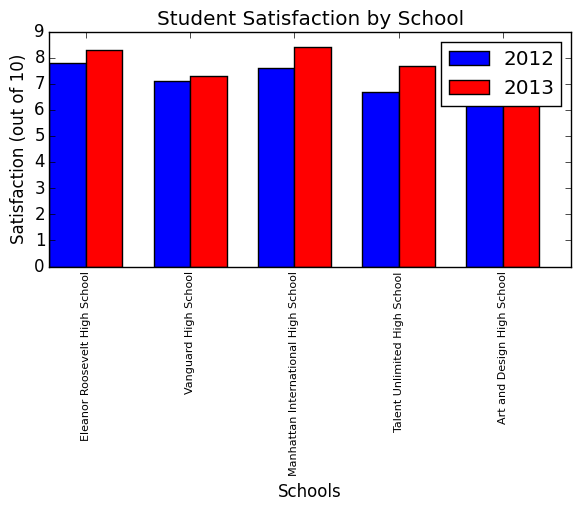 Student Satisfaction by School
Satisfaction (out of 10)
9
8
7
6
5
4
3
2
1
0
2012
2013
Eleanor Roosevelt High School
Vanguard High School
Manhattan International High School
Talent Unlimited High School
Art and Design High School
Schools